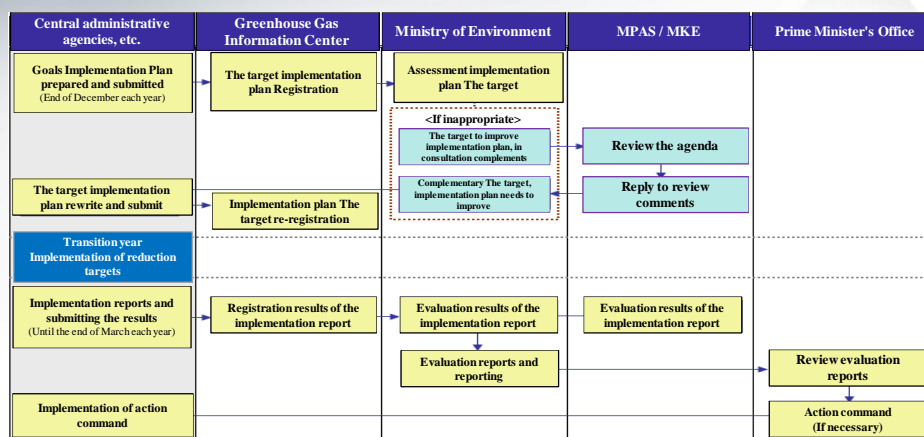 Central administrative
agencies, etc.
Greenhouse Gas
Information Center
Ministry of Environment
MPAS / MKE
Prime Minister's Office
Goals Implementation Plan
prepared and submitted
(End of December each year)
The target implementation
plan Registration
Assessment implementation
plan The target
<If inappropriate>
The target to improve
implementation plan, in
consultation complements
Review the agenda
The target implementation
plan rewrite and submit
Implementation plan The
target re-registration
Complementary The target,
implementation plan needs to
improve
Reply to review
comments
Transition year
Implementation of reduction
targets
Implementation reports and
submitting the results
(Until the end of March each year)
Registration results of the
implementation report
Evaluation results of the
implementation report
Evaluation results of the
implementation report
Evaluation reports and
reporting
Review evaluation
reports
Implementation of action
command
Action command
(If necessary)